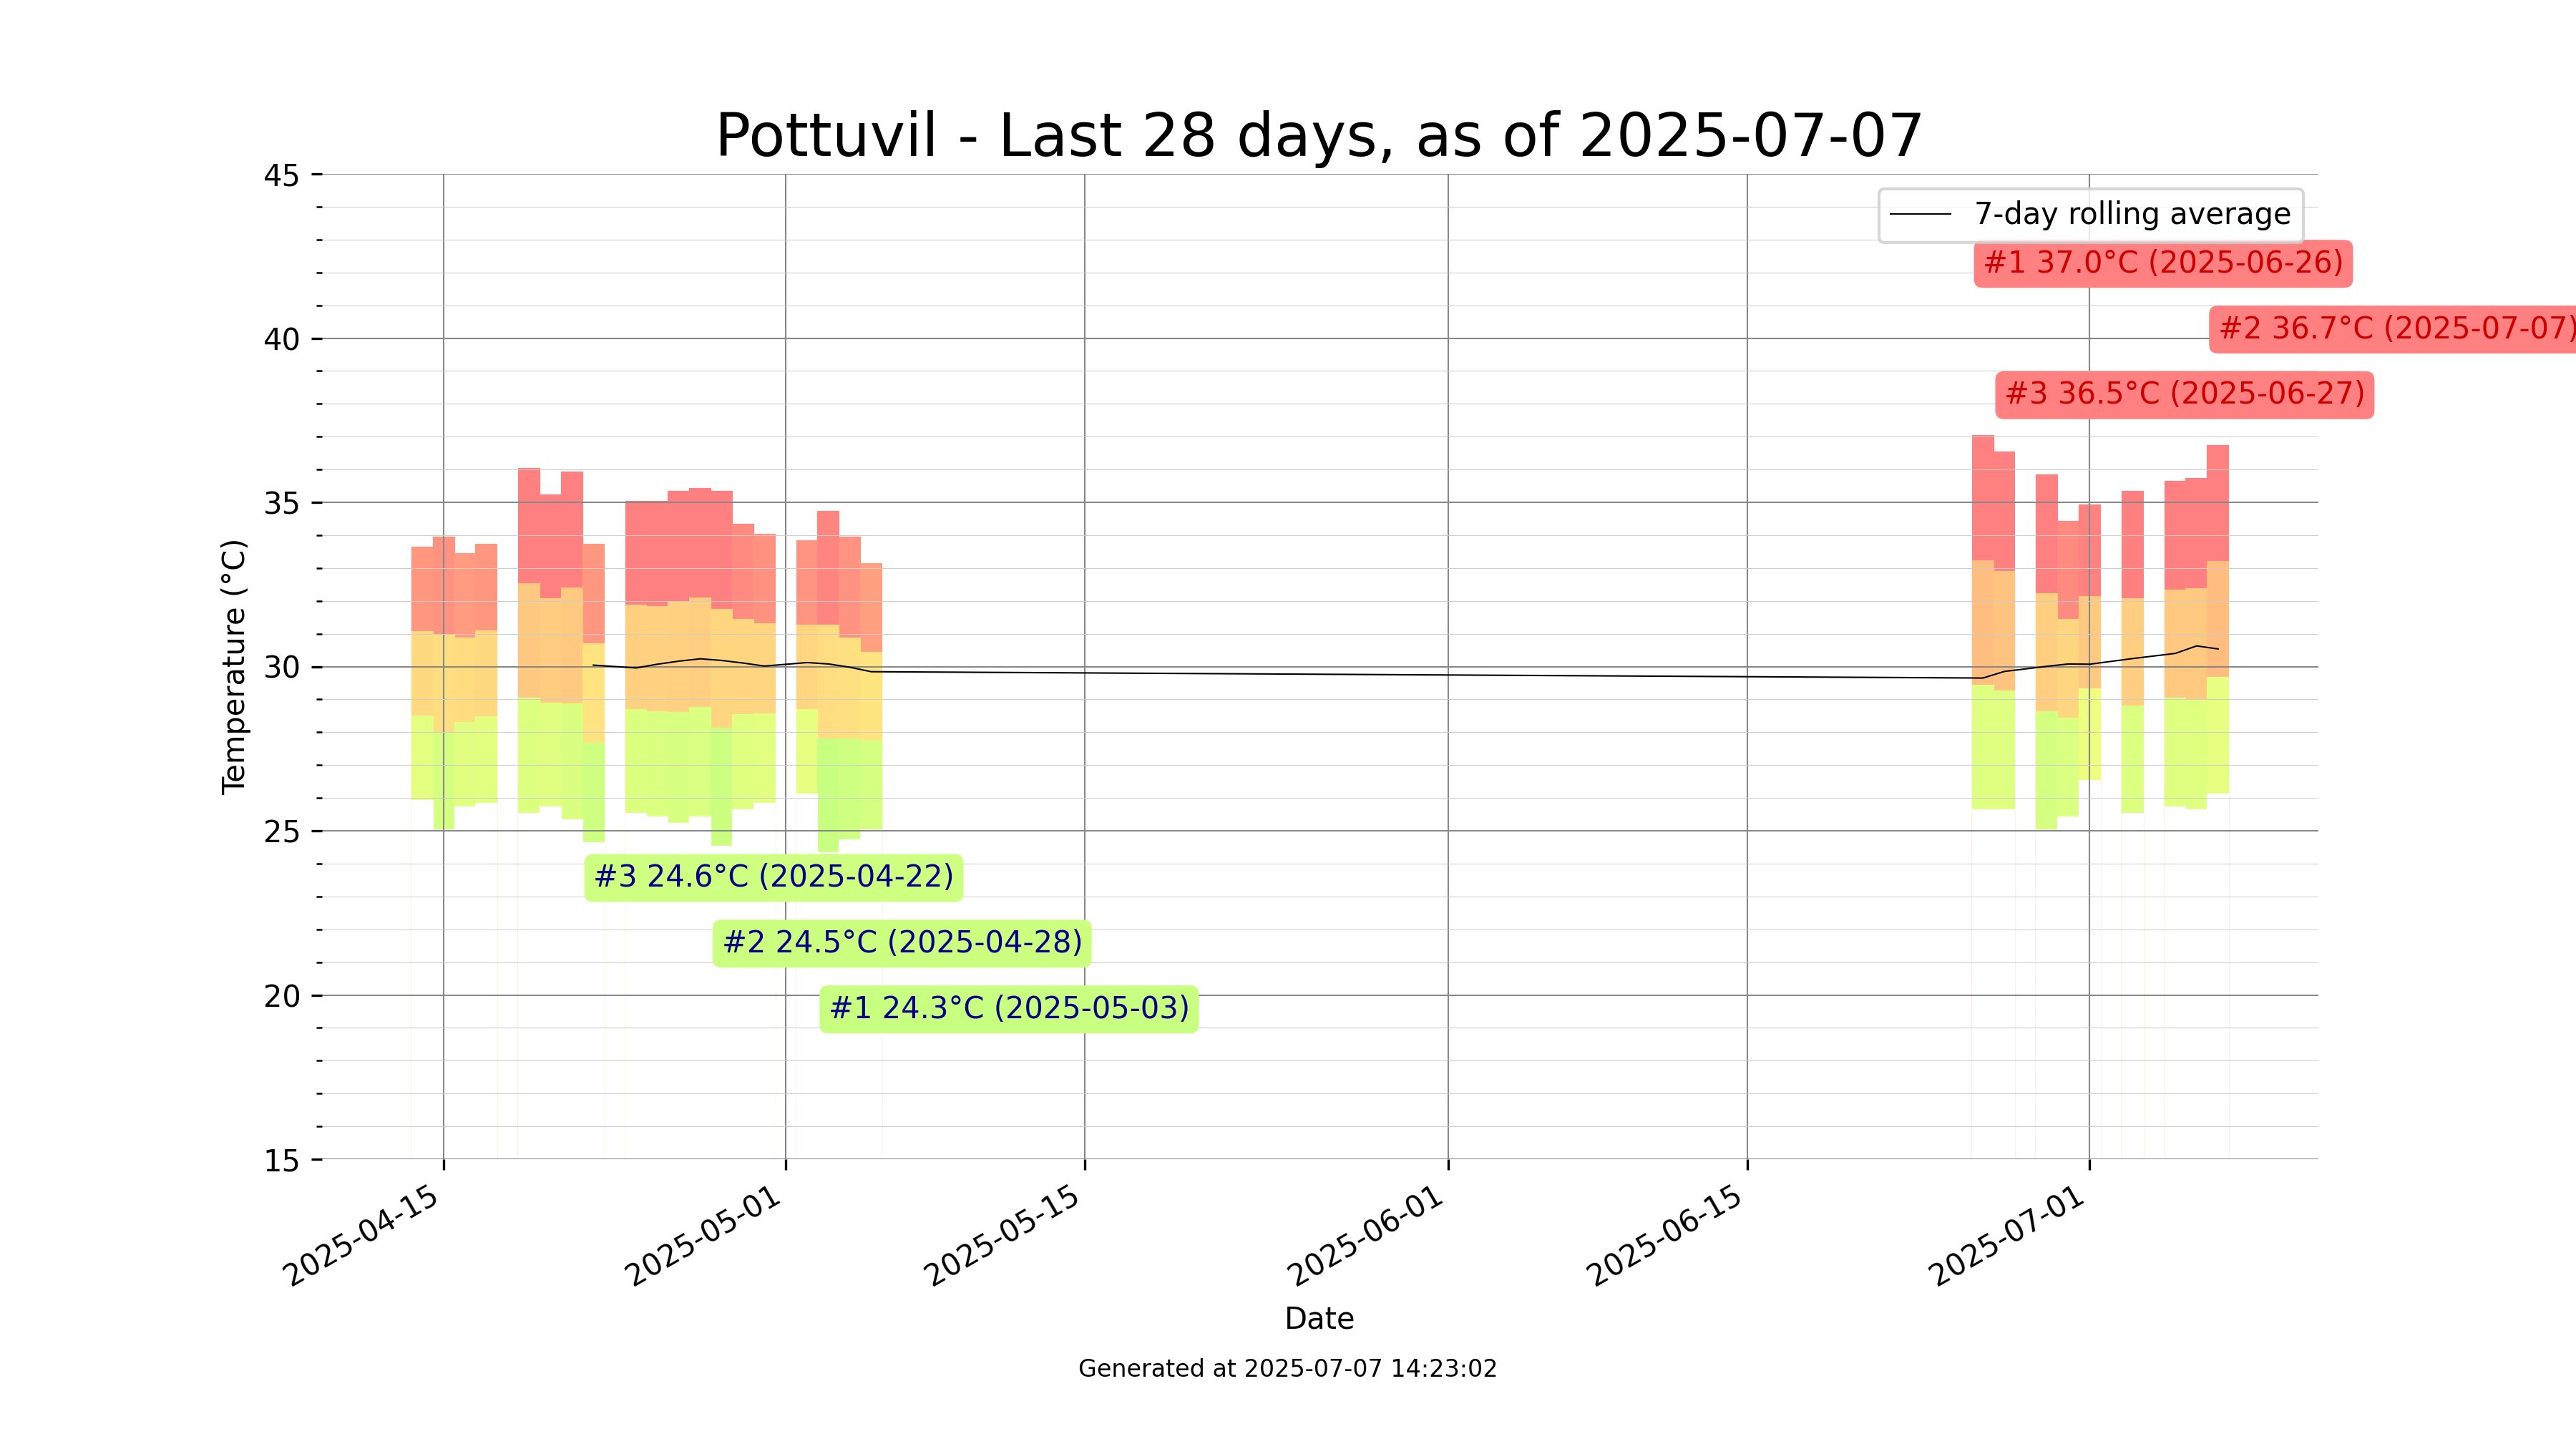 Pottuvil - Last 28 days, as of 2025-07-07
45
40
35
30
25
20
15
Temperature (°C)
7-day rolling average
#1 37.0°C (2025-06-26)
#2 36.7°C (2025-07-07)
#3 36.5°C (2025-06-27)
#3 24.6°C (2025-04-22)
#2 24.5°C (2025-04-28)
#1 24.3°C (2025-05-03)
2025-04-15
2025-05-01
2025-05-15
2025-06-01
2025-06-15
2025-07-01
Date
Generated at 2025-07-07 14:23:02